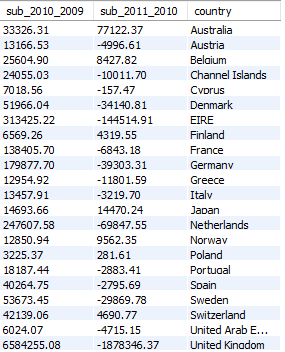 sub_2010_2009 sub_2011_2010 country
33326.31 77122.37 Australia
13166.53 -4996.61 Austria
25604.90 8427.82 Belgium
24055.03 -10011.70 Channel Islands
7018.56 -157.47 Cyprus
51966.04 -34140.81 Denmark
313425.22 -144514.91 EIRE
6569.26 4319.55 Finland
138405.70 -6843.18 France
179877.70 -39303.31 Germany
12954.92 -11801.59 Greece
13457.91 -3219.70 Italy
14693.66 14470.24 Japan
247607.58 -69847.55 Netherlands
12850.94 9562.35 Norway
3225.37 281.61 Poland
18187.44 -2883.41 Portugal
40264.75 -2795.69 Spain
53673.45 -29869.78 Sweden
42139.06 4690.77 Switzerland
6024.07 -4715.15 United Arab E...
6584255.08 -1878346.37 United Kingdom